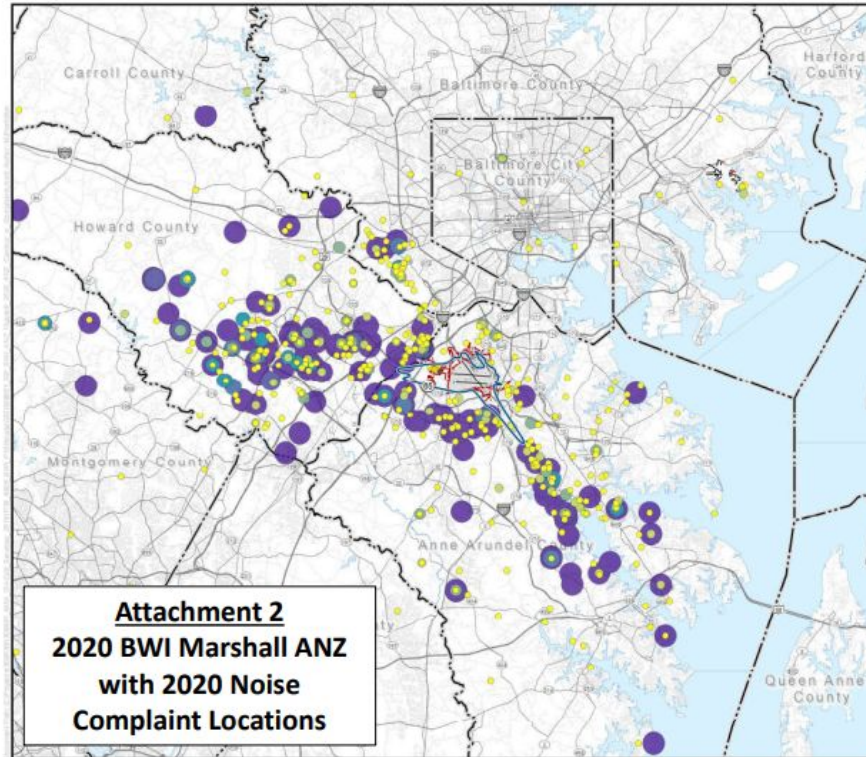 Carroll County
Baltimore County
Harford
County
Baltimore City
County
Howard County
65
Montgomery County
Anne Arundel County
Queen Anne
County
Attachment 2
2020 BWI Marshall ANZ
with 2020 Noise
Complaint Locations